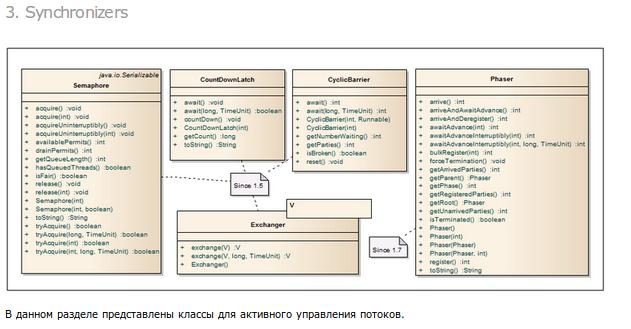 3. Synchronizers
java.io.Serializable
Semaphore
+ acquire() :void
+ acquire(int) :void
+ acquireUninterruptibly() :void
+ acquireUninterruptibly(int) :void
+ availablePermits() :int
+ drainPermits() :int
+ getQueueLength() :int
+ hasQueuedThreads() :boolean
+ isFair() :boolean
+ release() :void
+ release(int) :void
+ Semaphore(int)
+ Semaphore(int, boolean)
+ toString() :String
+ tryAcquire() :boolean
+ tryAcquire(long, TimeUnit) :boolean
+ tryAcquire(int) :boolean
+ tryAcquire(int, long, TimeUnit) :boolean
CountDownLatch
+ await() :void
+ await(long, TimeUnit) :boolean
+ countDown() :void
+ CountDownLatch(int)
+ getCount() :long
+ toString() :String
CyclicBarrier
+ await() :int
+ await(long, TimeUnit) :int
+ CyclicBarrier(int, Runnable)
+ CyclicBarrier(int)
+ getNumberWaiting() :int
+ getParties() :int
+ isBroken() :boolean
+ reset() :void
Phaser
+ arrive() :int
+ arriveAndAwaitAdvance() :int
+ arriveAndDeregister() :int
+ awaitAdvance(int) :int
+ awaitAdvanceInterruptibly(int) :int
+ awaitAdvanceInterruptibly(int, long, TimeUnit) :int
+ bulkRegister(int) :int
+ forceTermination() :void
+ getArrivedParties() :int
+ getParent() :Phaser
+ getPhase() :int
+ getRegisteredParties() :int
+ getRoot() :Phaser
+ getUnarrivedParties() :int
+ isTerminated() :boolean
+ Phaser()
+ Phaser(int)
+ Phaser(Phaser)
+ Phaser(Phaser, int)
+ register() :int
+ toString() :String
Since 1.5
V
Exchanger
+ exchange(V) :V
+ exchange(V, long, TimeUnit) :V
+ Exchanger()
Since 1.7
В данном разделе представлены классы для активного управления потоков.